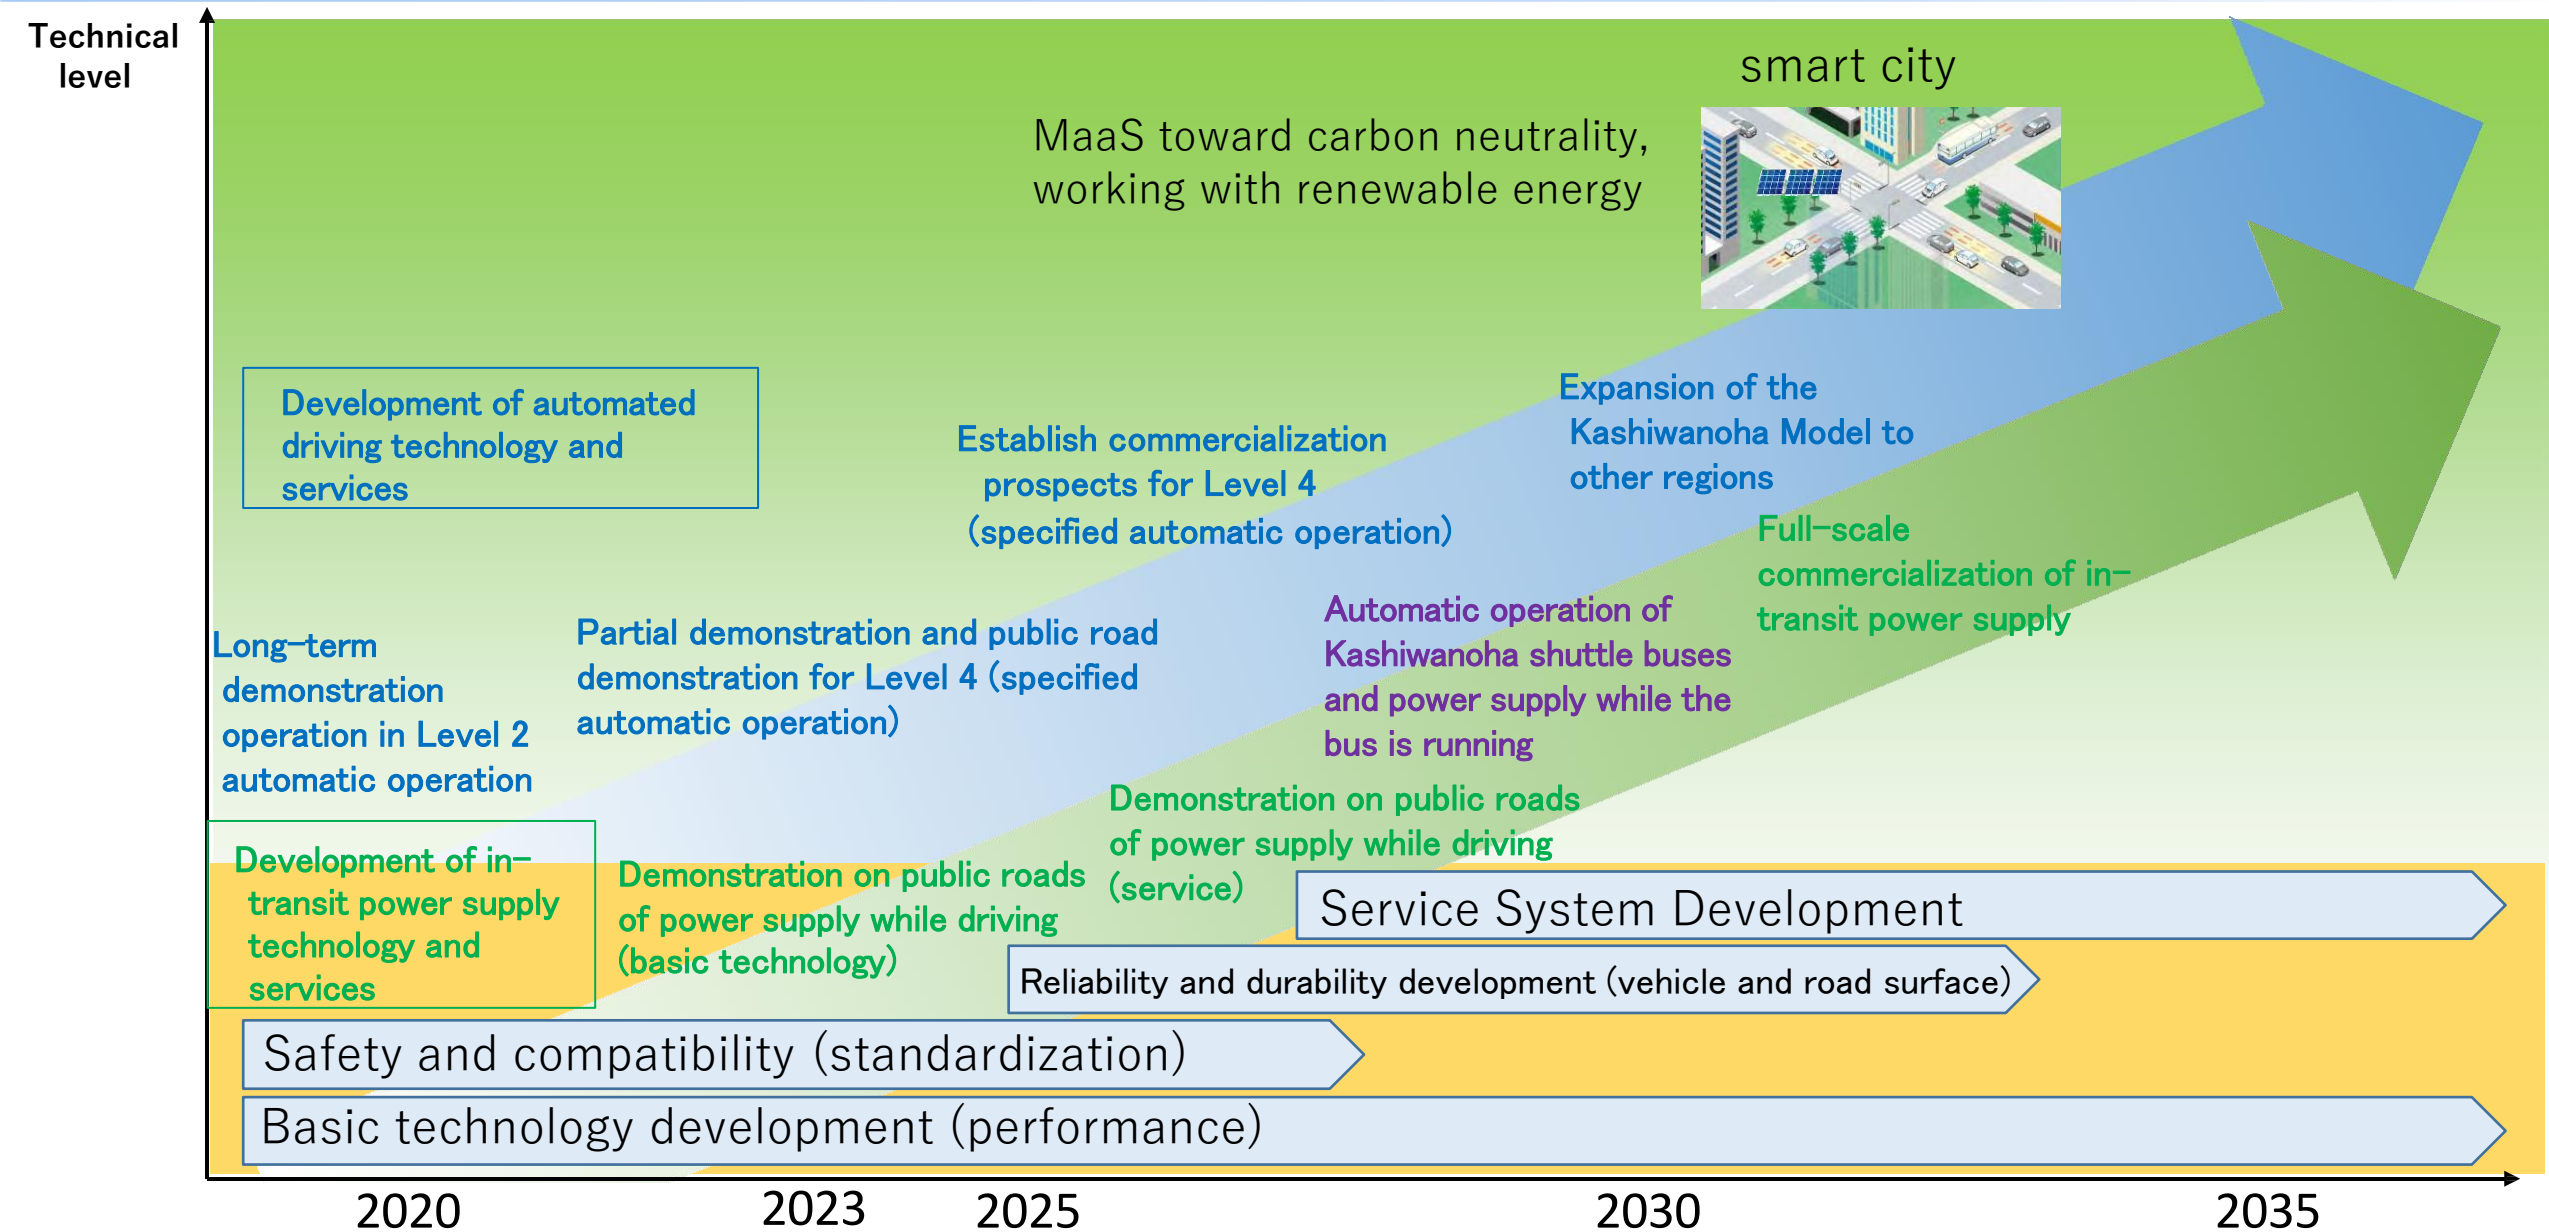 Technical
level
smart city
MaaS toward carbon neutrality,
working with renewable energy
Development of automated
driving technology and
services
Establish commercialization
prospects for Level 4
(specified automatic operation)
Expansion of the
Kashiwanoha Model to
other regions
Full-scale
commercialization of in-
transit power supply
Long-term
demonstration
operation in Level 2
automatic operation
Partial demonstration and public road
demonstration for Level 4 (specified
automatic operation)
Automatic operation of
Kashiwanoha shuttle buses
and power supply while the
bus is running
Development of in-
transit power supply
technology and
services
Demonstration on public roads
of power supply while driving
(basic technology)
Demonstration on public roads
of power supply while driving
(service)
Service System Development
Reliability and durability development (vehicle and road surface)
Safety and compatibility (standardization)
Basic technology development (performance)
2020
2023
2025
2030
2035